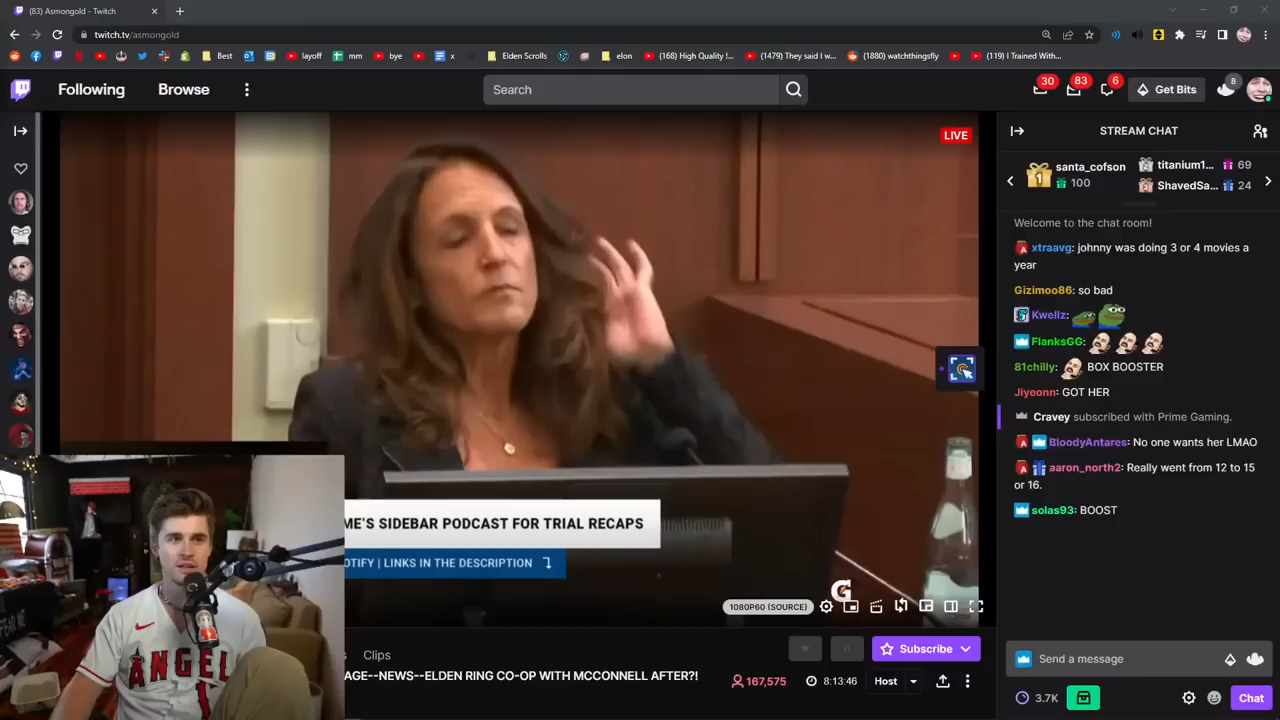 (83) Asmongold - Twitch
twitch.tv/asmongold
Best
layoff
mm
bye
x
Elden Scrolls
elon
(168) High Quality !...
(1479) They said I w...
(1880) watchthingsfly
(119) I Trained With...
Following
Browse
Search
30
83
6
Get Bits
8
LIVE
STREAM CHAT
santa_cofson
100
titanium1... 69
ShavedSa... 24
Welcome to the chat room!
xtraavg: johnny was doing 3 or 4 movies a
year
Gizimoo86: so bad
Kwellz:
FlanksGG:
81chilly: BOX BOOSTER
Jiyeonn: GOT HER
Cravey subscribed with Prime Gaming.
BloodyAntares: No one wants her LMAO
aaron_north2: Really went from 12 to 15
or 16.
solas93: BOOST
ME'S SIDEBAR PODCAST FOR TRIAL RECAPS
OTIFY | LINKS IN THE DESCRIPTION
G
1080P60 (SOURCE)
ANGEL
s
Clips
Subscribe
AGE--NEWS--ELDEN RING CO-OP WITH MCCONNELL AFTER?!
167,575
8:13:46
Host
Send a message
3.7K
Chat